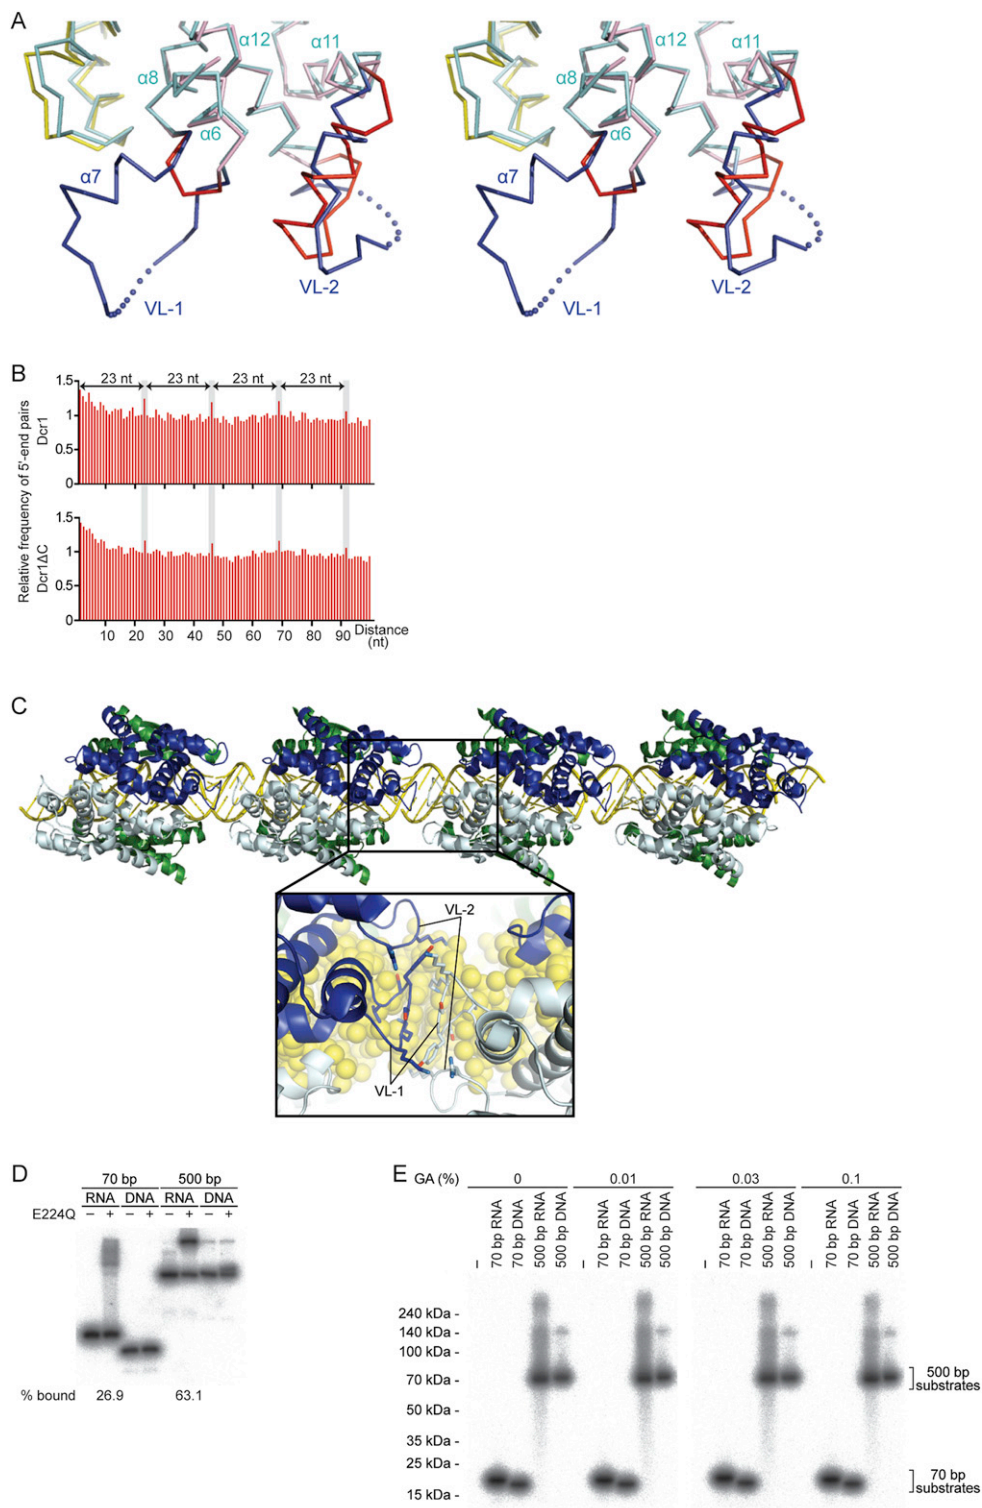 A
α12
α11
α8
α6
α7
VL-1
VL-2
α12
α11
α8
α6
α7
VL-1
VL-2
B
Relative frequency of 5'-end pairs
Dcr1
1.5
1
0.5
0
23 nt
23 nt
23 nt
23 nt
Dcr1ΔC
1.5
1
0.5
0
10 20 30 40 50 60 70 80 90
Distance
(nt)
C
VL-2
VL-1
D
70 bp 500 bp
RNA DNA RNA DNA
E224Q − + − + − + − +
% bound 26.9 63.1
E
GA (%) 0 0.01 0.03 0.1
− 70 bp RNA 70 bp DNA 500 bp RNA 500 bp DNA
− 70 bp RNA 70 bp DNA 500 bp RNA 500 bp DNA
− 70 bp RNA 70 bp DNA 500 bp RNA 500 bp DNA
− 70 bp RNA 70 bp DNA 500 bp RNA 500 bp DNA
240 kDa -
140 kDa -
100 kDa -
70 kDa -
50 kDa -
35 kDa -
25 kDa -
15 kDa -
500 bp
substrates
70 bp
substrates